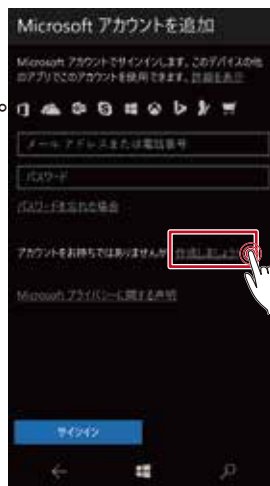 Microsoft アカウントを追加
Microsoft アカウントでサインインします。このデバイスの他
のアプリでこのアカウントを使用できます。詳細を表示
メール アドレスまたは電話番号
パスワード
パスワードを忘れた場合
アカウントをお持ちではありませんか 作成しましょう
Microsoft プライバシーに関する声明
サインイン